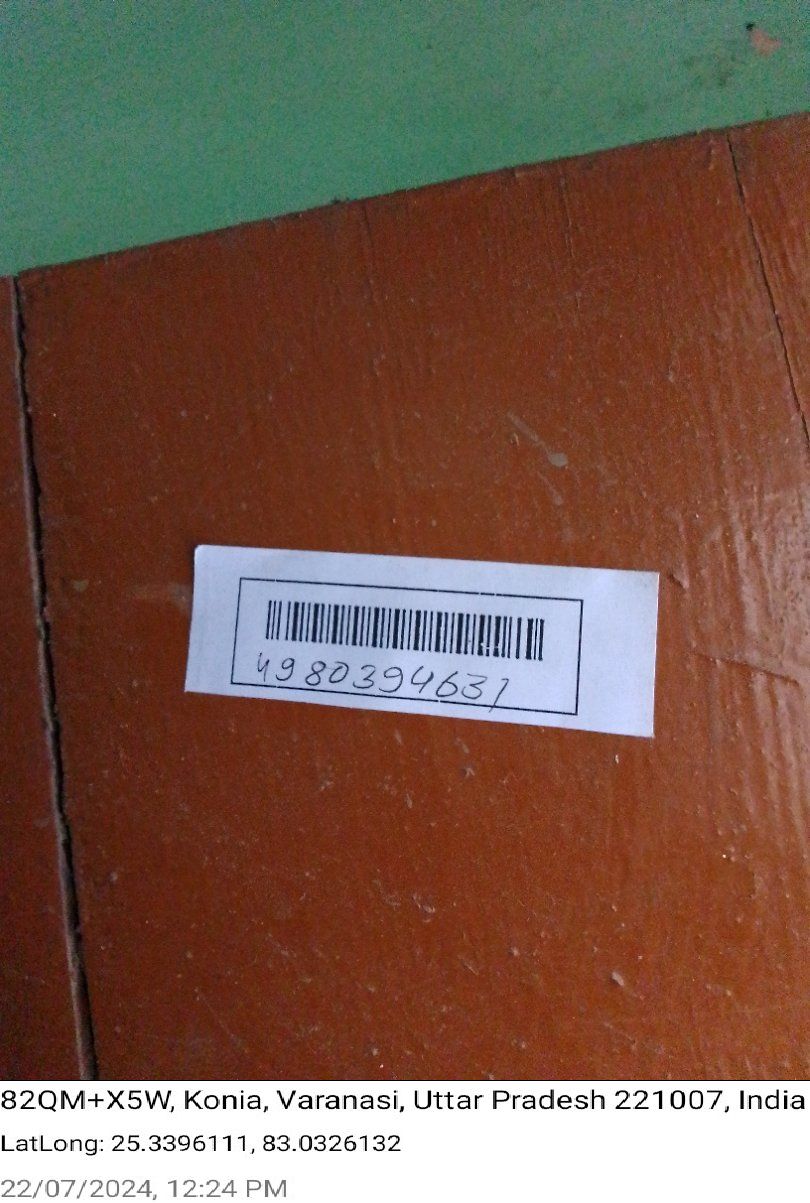 4980394631
82QM+X5W, Konia, Varanasi, Uttar Pradesh 221007, India
LatLong: 25.3396111, 83.0326132
22/07/2024, 12:24 PM